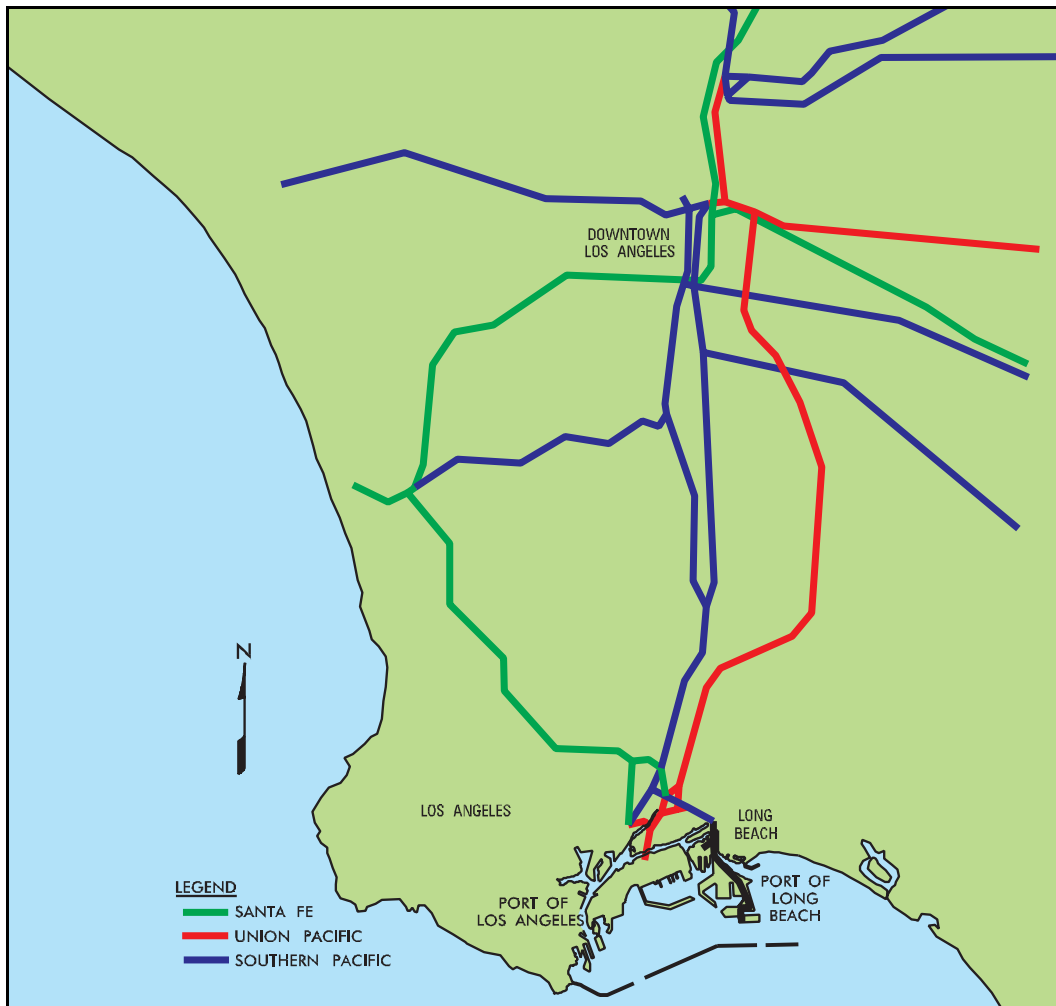 DOWNTOWN
LOS ANGELES
N
LOS ANGELES
LONG
BEACH
PORT OF
LOS ANGELES
PORT OF
LONG
BEACH
LEGEND
SANTA FE
UNION PACIFIC
SOUTHERN PACIFIC